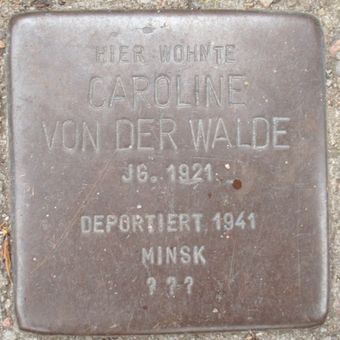 HIER WOHNTE
CAROLINE
VON DER WALDE
JG. 1921
DEPORTIERT 1941
MINSK
???